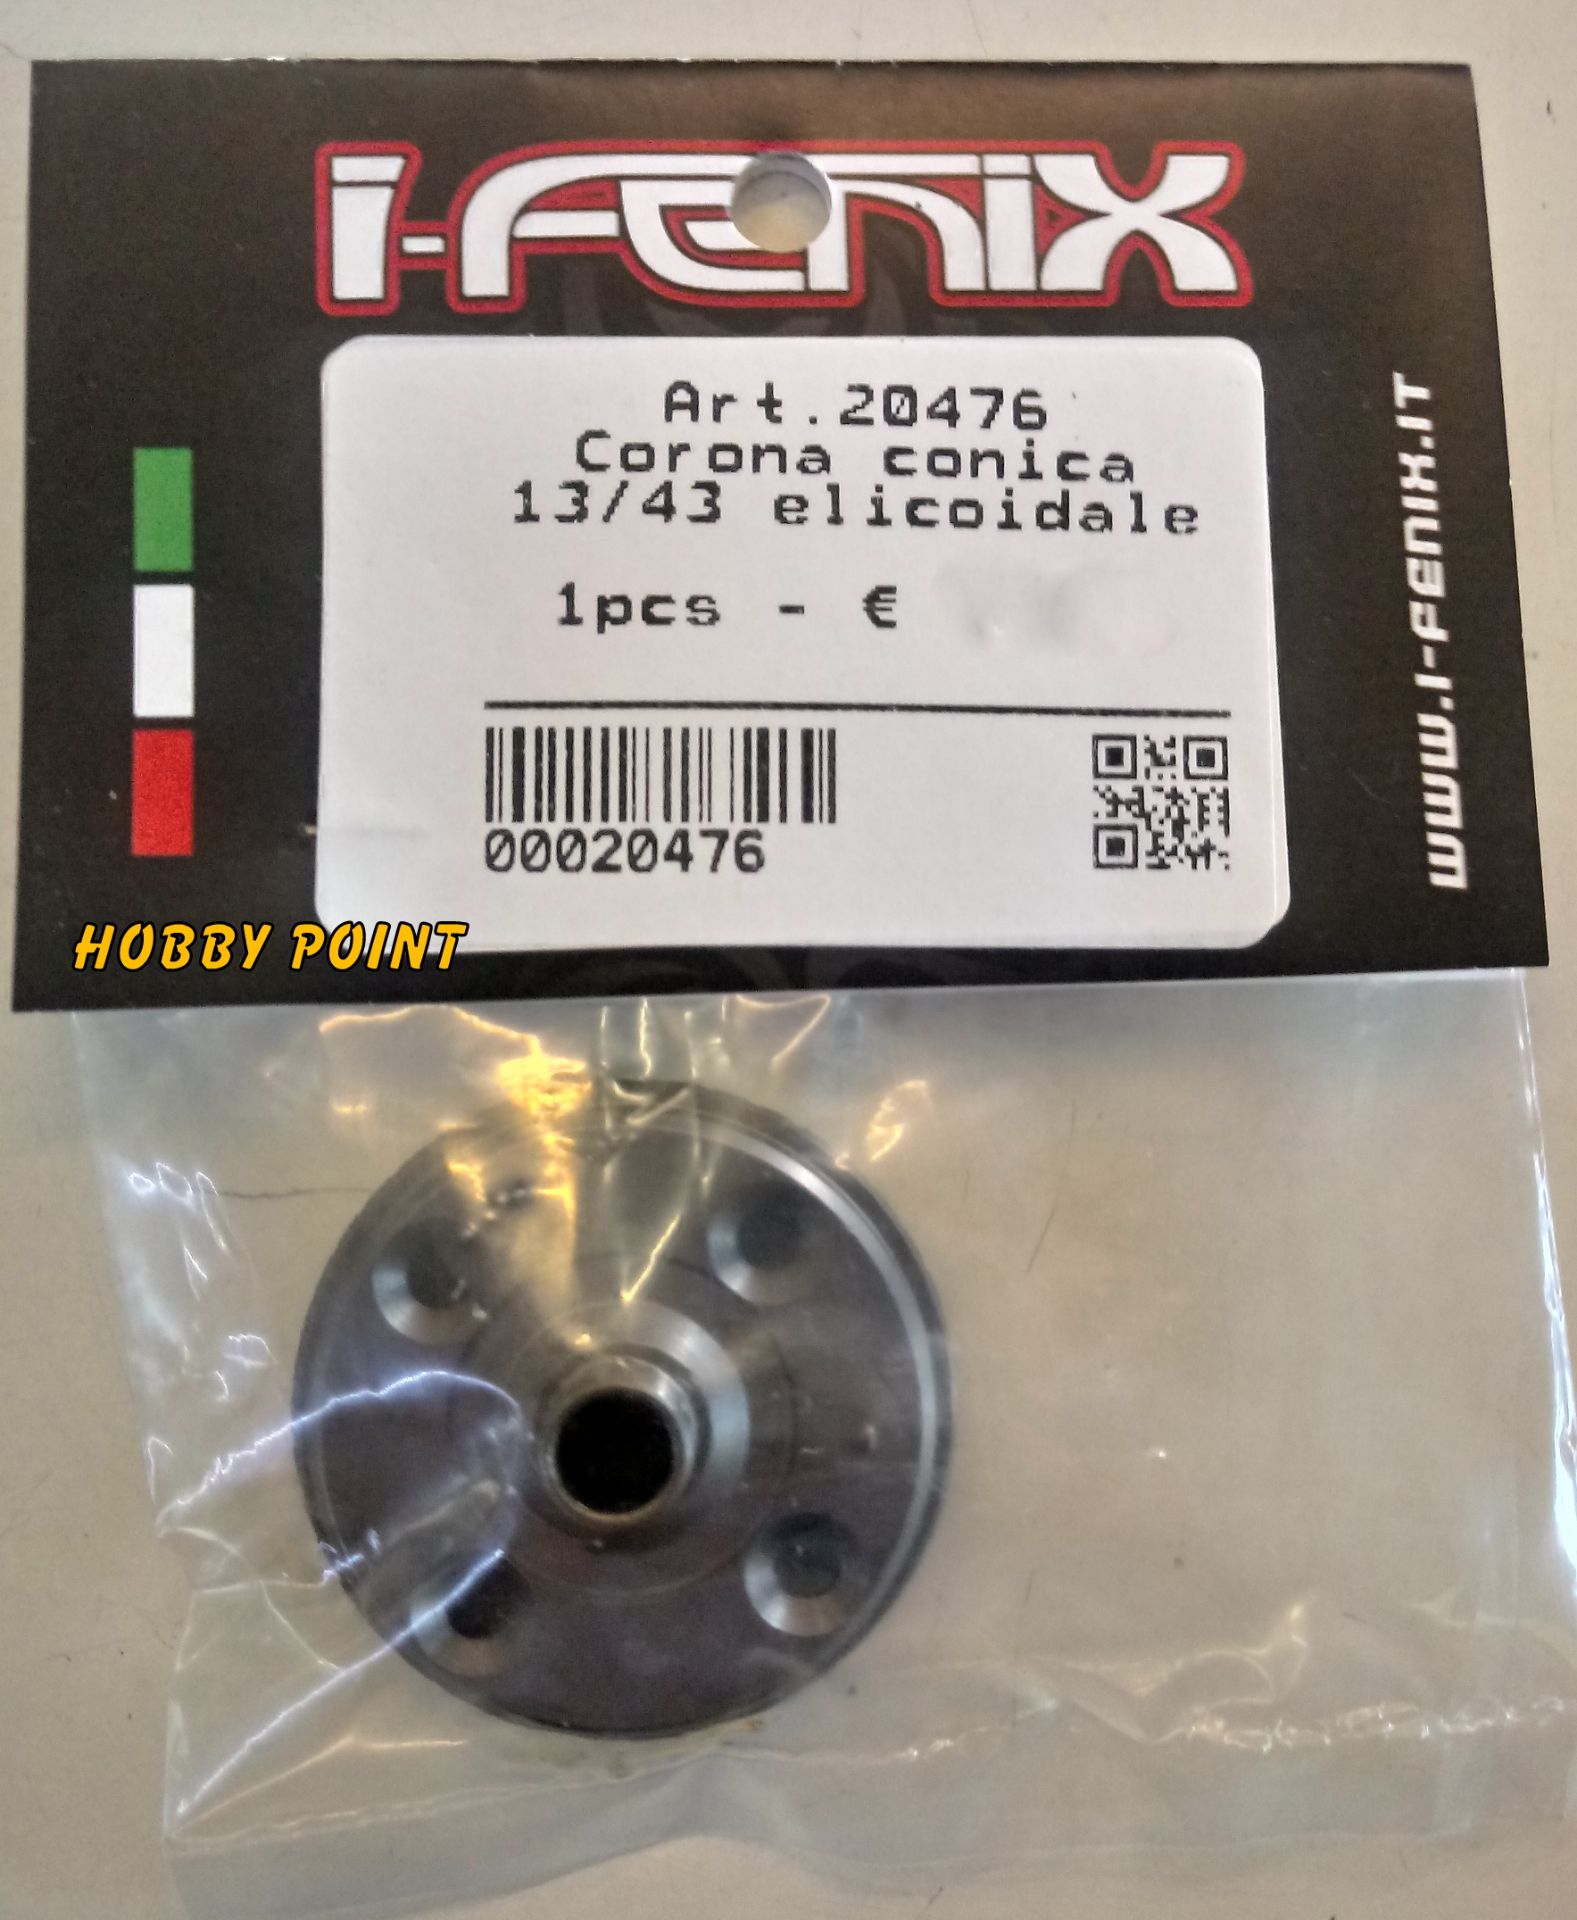 i-fenix
Art.20476
Corona conica
13/43 elicoidale
1pcs - €
00020476
www.i-fenix.it
HOBBY POINT